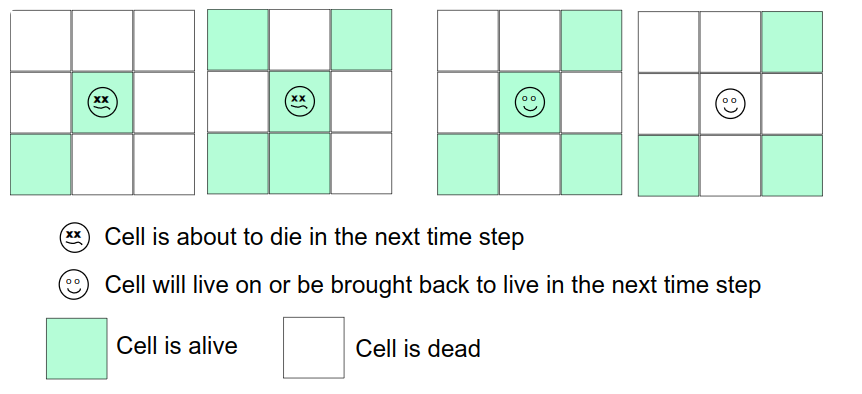 Cell is about to die in the next time step
Cell will live on or be brought back to live in the next time step
Cell is alive
Cell is dead